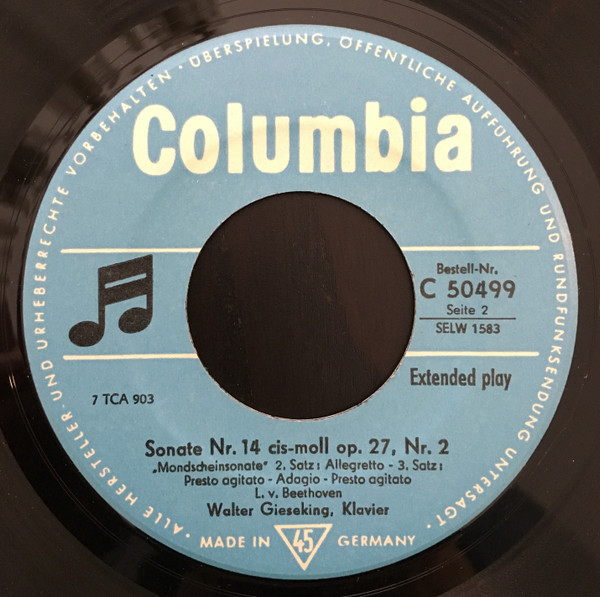 ALLE HERSTELLER- UND URHEBERRECHTE VORBEHALTEN · ÜBERSPIELUNG, ÖFFENTLICHE AUFFÜHRUNG UND RUNDFUNKSENDUNG UNTERSAGT ·
Columbia
Bestell-Nr.
C 50499
Seite 2
SELW 1583
Extended play
7 TCA 903
Sonate Nr. 14 cis-moll op. 27, Nr. 2
„Mondscheinsonate" 2. Satz: Allegretto - 3. Satz:
Presto agitato - Adagio - Presto agitato
L. v. Beethoven
Walter Gieseking, Klavier
MADE IN 45 GERMANY